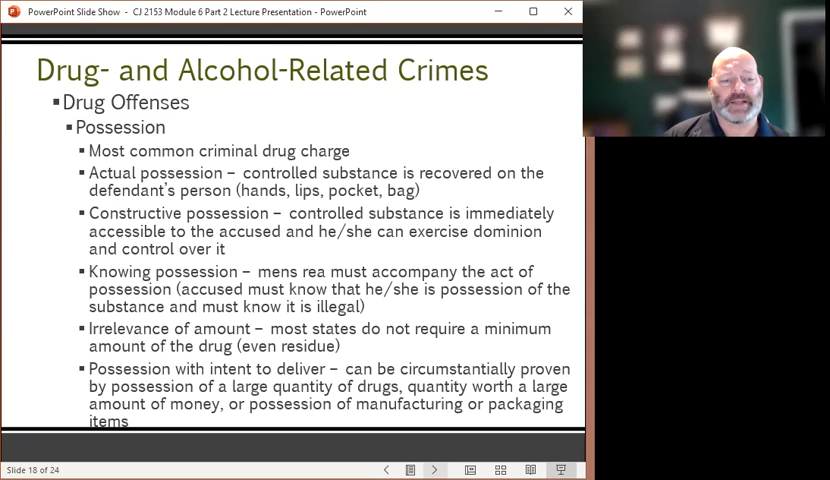 PowerPoint Slide Show - CJ 2153 Module 6 Part 2 Lecture Presentation - PowerPoint
Drug- and Alcohol-Related Crimes
▪Drug Offenses
▪Possession
▪ Most common criminal drug charge
▪ Actual possession – controlled substance is recovered on the
defendant's person (hands, lips, pocket, bag)
▪ Constructive possession – controlled substance is immediately
accessible to the accused and he/she can exercise dominion
and control over it
▪ Knowing possession – mens rea must accompany the act of
possession (accused must know that he/she is possession of the
substance and must know it is illegal)
▪ Irrelevance of amount – most states do not require a minimum
amount of the drug (even residue)
▪ Possession with intent to deliver – can be circumstantially proven
by possession of a large quantity of drugs, quantity worth a large
amount of money, or possession of manufacturing or packaging
items
Slide 18 of 24